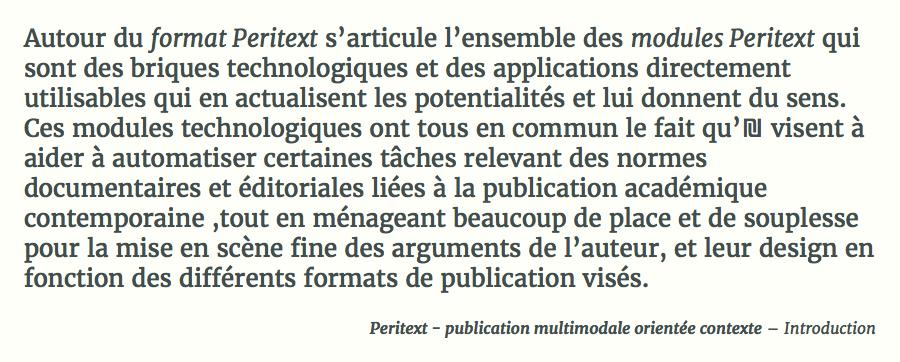 Autour du format Peritext s’articule l’ensemble des modules Peritext qui
sont des briques technologiques et des applications directement
utilisables qui en actualisent les potentialités et lui donnent du sens.
Ces modules technologiques ont tous en commun le fait qu’₪ visent à
aider à automatiser certaines tâches relevant des normes
documentaires et éditoriales liées à la publication académique
contemporaine ,tout en ménageant beaucoup de place et de souplesse
pour la mise en scène fine des arguments de l’auteur, et leur design en
fonction des différents formats de publication visés.
Peritext - publication multimodale orientée contexte – Introduction